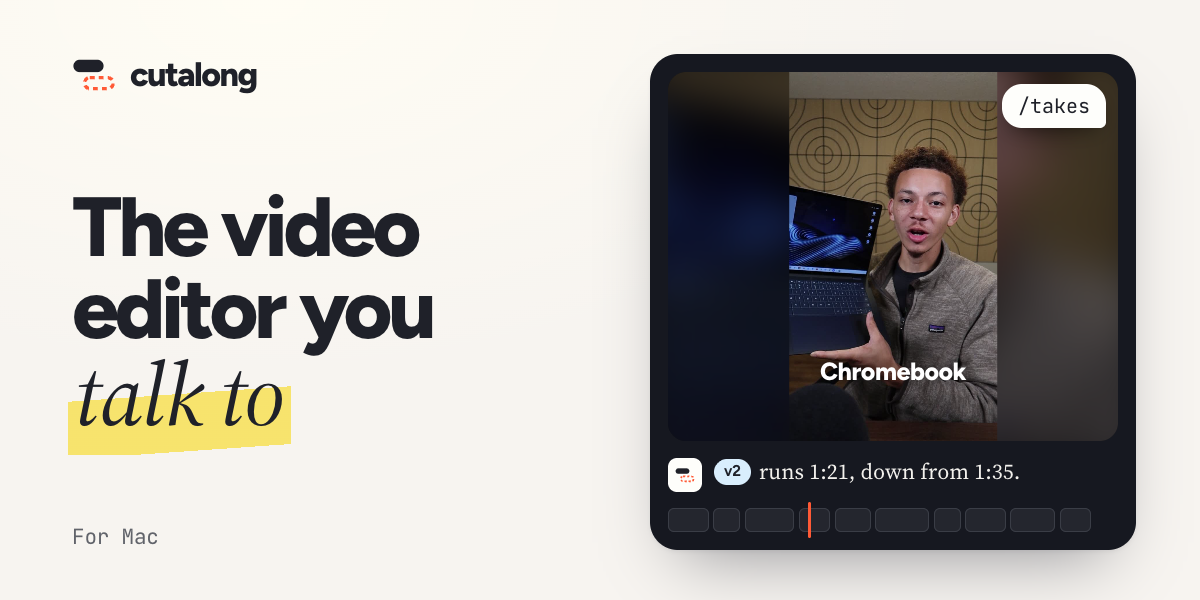 cutalong
The video
editor you
talk to
For Mac
/takes
Chromebook
v2 runs 1:21, down from 1:35.